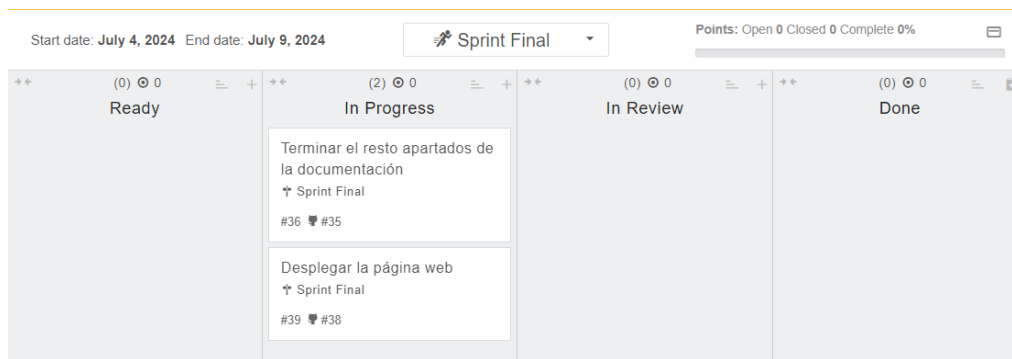 Start date: July 4, 2024 End date: July 9, 2024
Sprint Final
Points: Open 0 Closed 0 Complete 0%
(0) 0
Ready
(2) 0
In Progress
Terminar el resto apartados de
la documentación
Sprint Final
#36 #35
Desplegar la página web
Sprint Final
#39 #38
(0) 0
In Review
(0) 0
Done